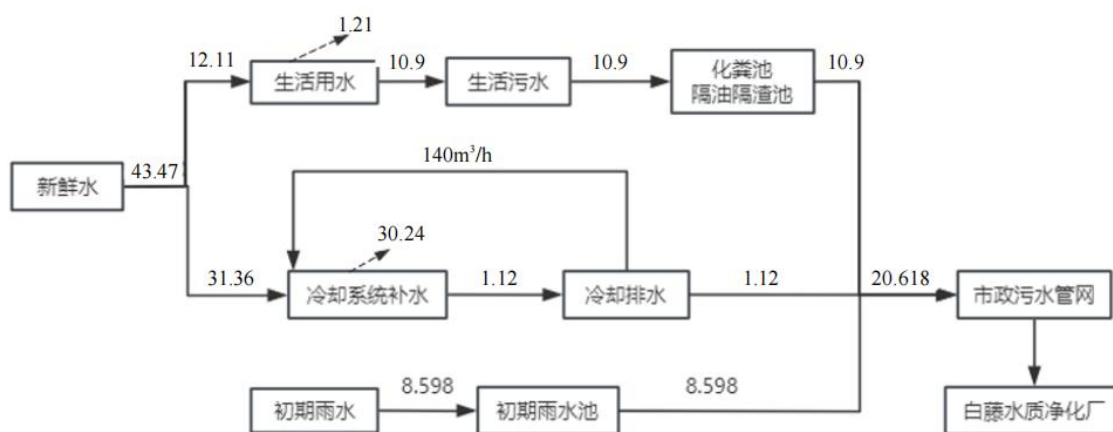 1.21
12.11
生活用水
10.9
生活污水
10.9
化粪池
隔油隔渣池
10.9
140m³/h
新鲜水
43.47
30.24
31.36
冷却系统补水
1.12
冷却排水
1.12
20.618
市政污水管网
初期雨水
8.598
初期雨水池
8.598
白藤水质净化厂